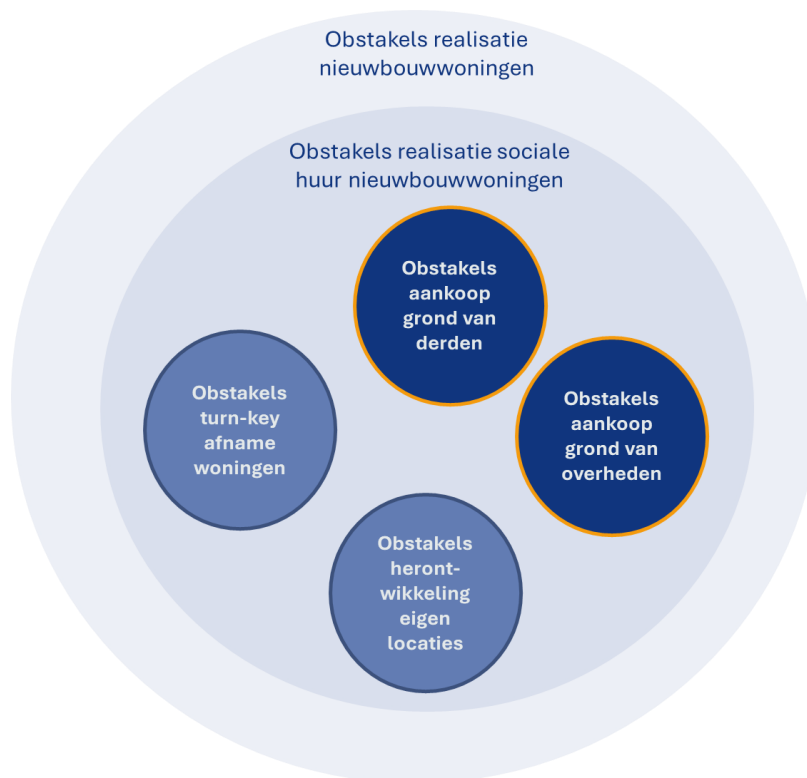 Obstakels realisatie
nieuwbouwwoningen
Obstakels realisatie sociale
huur nieuwbouwwoningen
Obstakels
aankoop
grond van
derden
Obstakels
aankoop
grond van
overheden
Obstakels
turn-key
afname
woningen
Obstakels
heront-
wikkeling
eigen
locaties